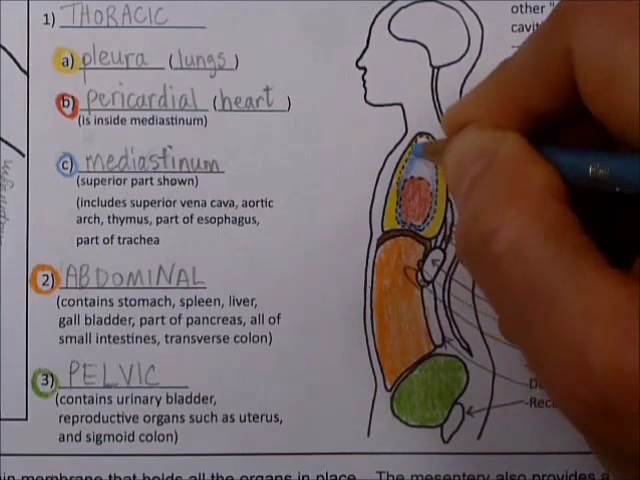 1) THORACIC
a) pleura (lungs)
b) pericardial (heart)
(is inside mediastinum)
c) mediastinum
(superior part shown)
(includes superior vena cava, aortic
arch, thymus, part of esophagus,
part of trachea
2) ABDOMINAL
(contains stomach, spleen, liver,
gall bladder, part of pancreas, all of
small intestines, transverse colon)
3) PELVIC
(contains urinary bladder,
reproductive organs such as uterus,
and sigmoid colon)
other
membrane that holds all the organs in place. The mesentery also provides a